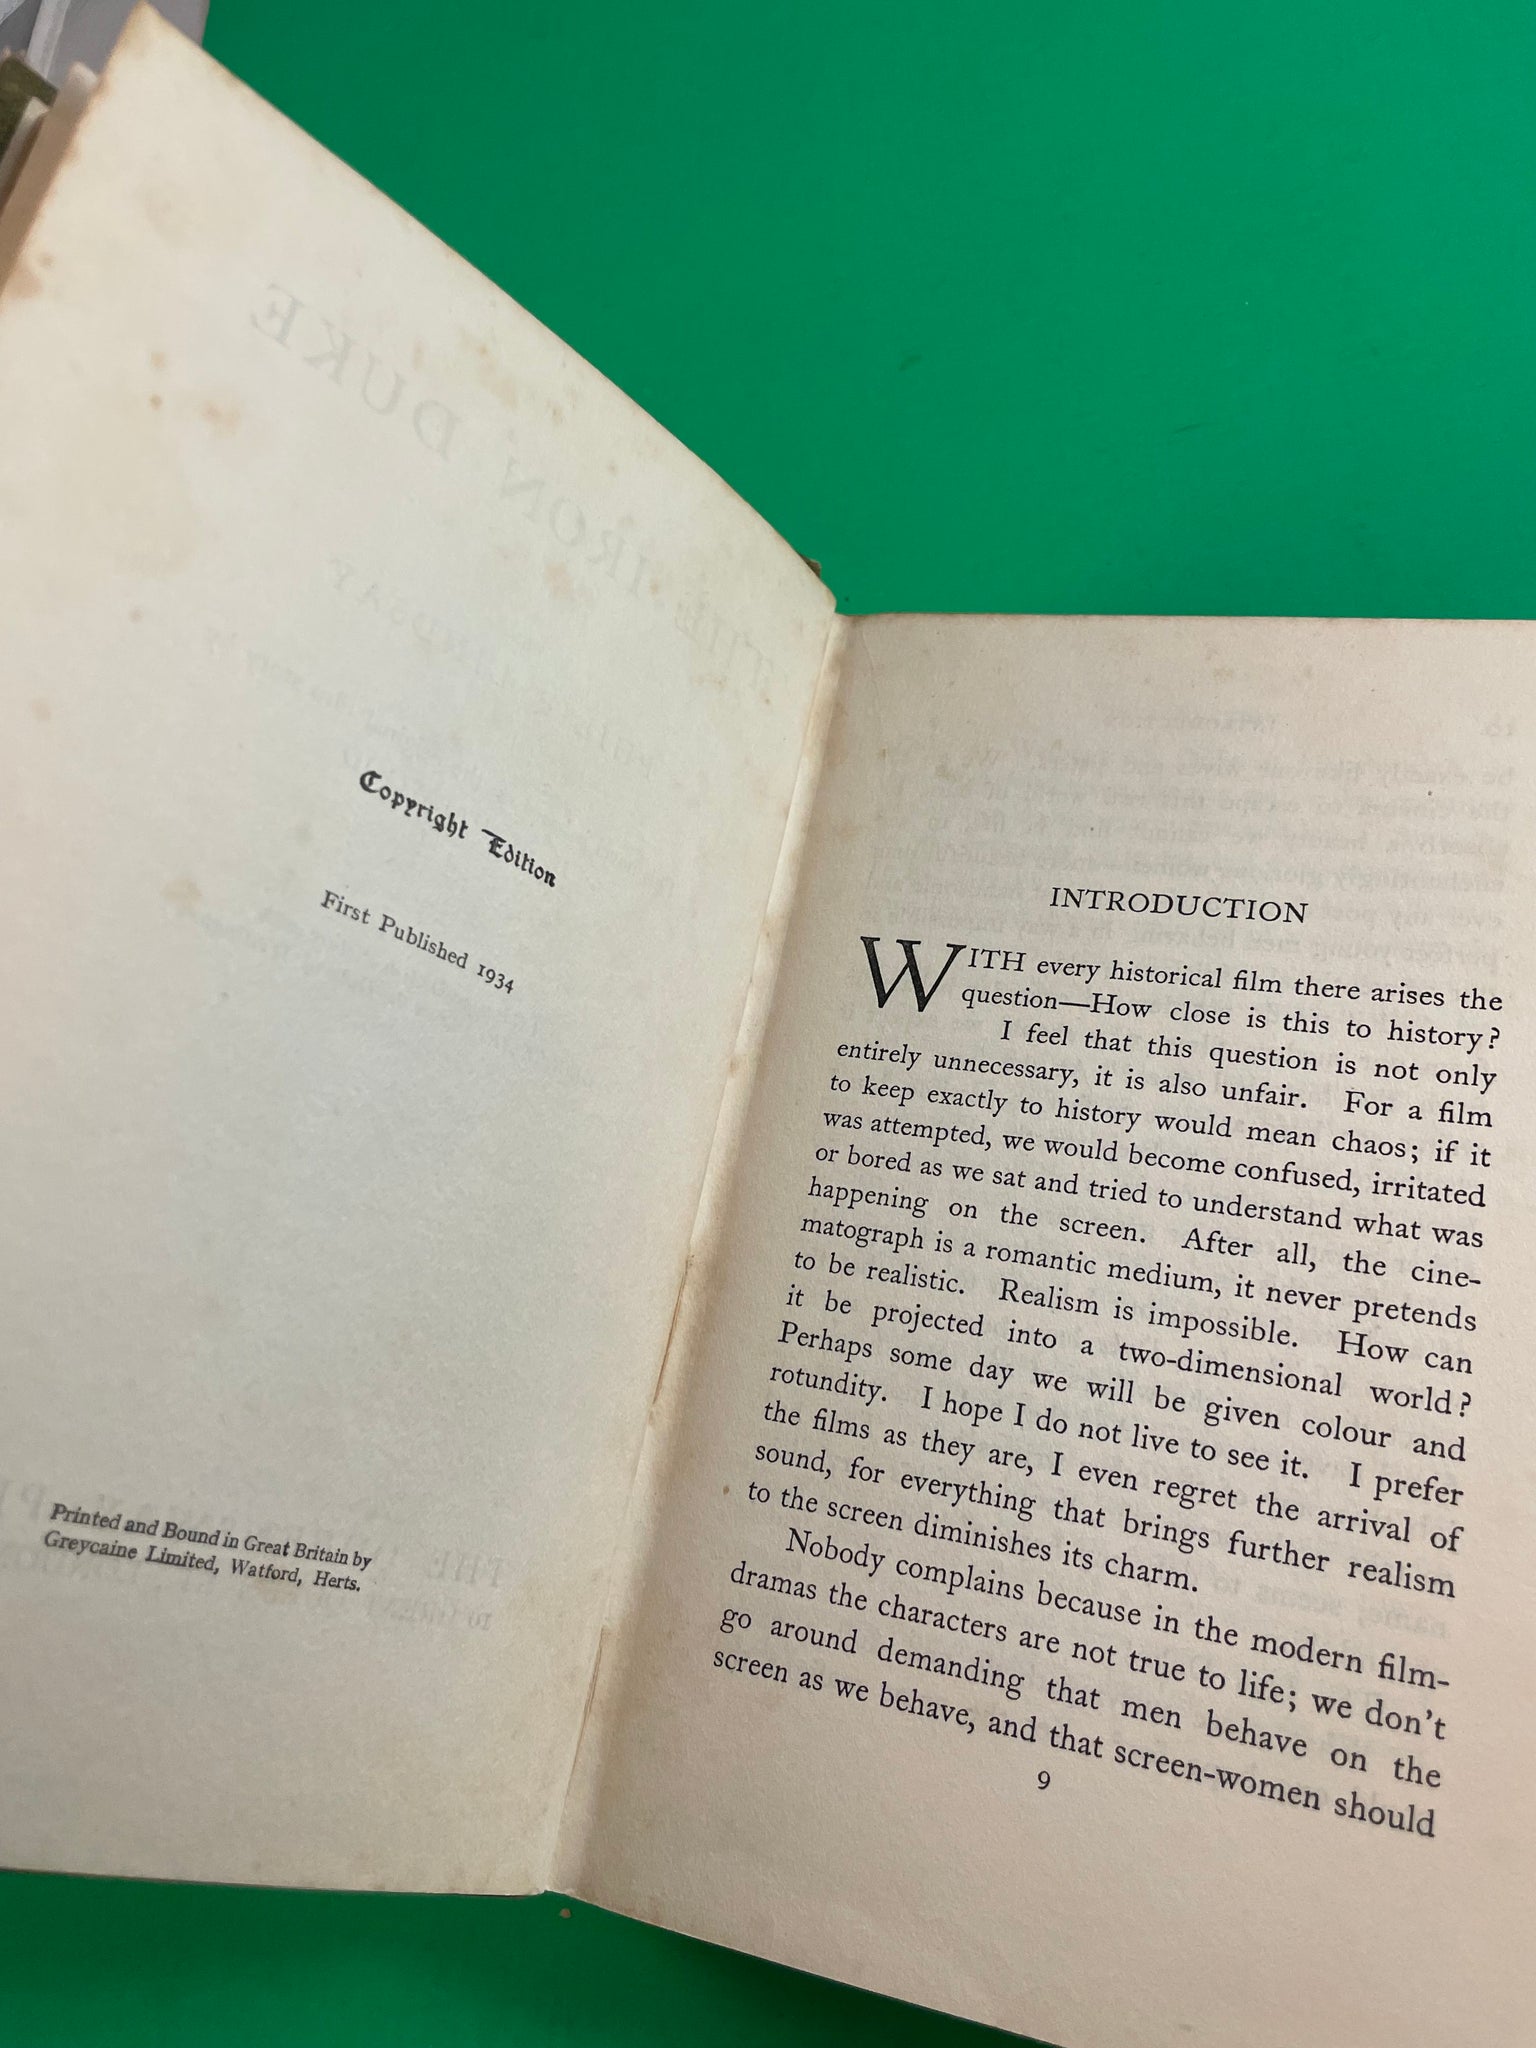 Copyright Edition
First Published 1934
Printed and Bound in Great Britain by
Greycaine Limited, Watford, Herts.
INTRODUCTION
WITH every historical film there arises the
question—How close is this to history?
I feel that this question is not only
entirely unnecessary, it is also unfair. For a film
to keep exactly to history would mean chaos; if it
was attempted, we would become confused, irritated
or bored as we sat and tried to understand what was
happening on the screen. After all, the cine-
matograph is a romantic medium, it never pretends
to be realistic. Realism is impossible. How can
it be projected into a two-dimensional world?
Perhaps some day we will be given colour and
rotundity. I hope I do not live to see it. I prefer
the films as they are, I even regret the arrival of
sound, for everything that brings further realism
to the screen diminishes its charm.
Nobody complains because in the modern film-
dramas the characters are not true to life; we don't
go around demanding that men behave on the
screen as we behave, and that screen-women should
9